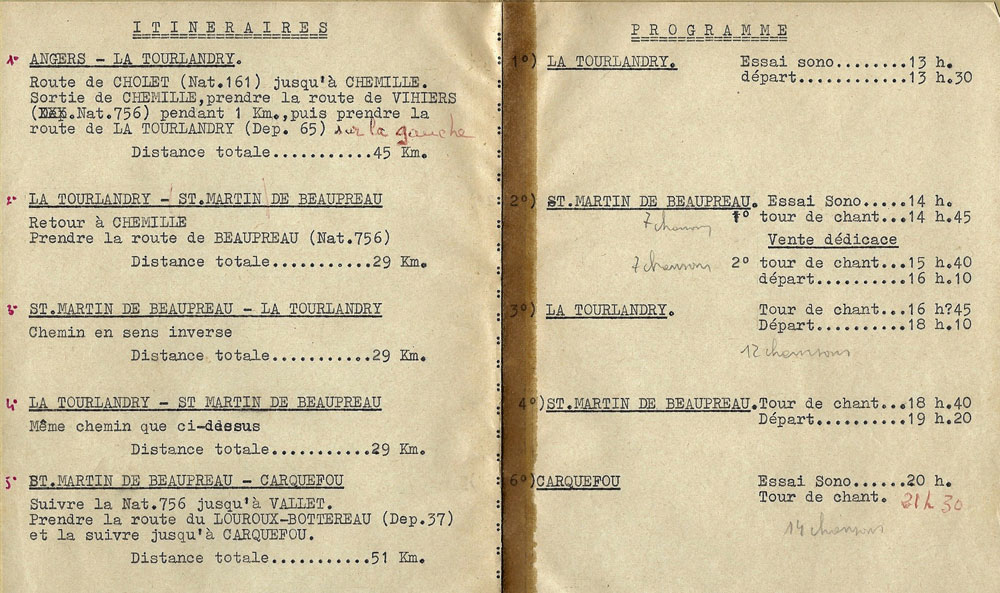 ITINERAIRES
1° ANGERS - LA TOURLANDRY.
Route de CHOLET (Nat.161) jusqu'à CHEMILLE.
Sortie de CHEMILLE,prendre la route de VIHIERS
(XXX.Nat.756) pendant 1 Km.,puis prendre la
route de LA TOURLANDRY (Dep. 65) sur la gauche
Distance totale...........45 Km.
2° LA TOURLANDRY - ST.MARTIN DE BEAUPREAU
Retour à CHEMILLE
Prendre la route de BEAUPREAU (Nat.756)
Distance totale...........29 Km.
3° ST.MARTIN DE BEAUPREAU - LA TOURLANDRY
Chemin en sens inverse
Distance totale...........29 Km.
4° LA TOURLANDRY - ST MARTIN DE BEAUPREAU
Même chemin que ci-dessus
Distance totale...........29 Km.
5° ST.MARTIN DE BEAUPREAU - CARQUEFOU
Suivre la Nat.756 jusqu'à VALLET.
Prendre la route du LOUROUX-BOTTEREAU (Dep.37)
et la suivre jusqu'à CARQUEFOU.
Distance totale...........51 Km.
PROGRAMME
1°) LA TOURLANDRY. Essai sono........13 h.
départ............13 h.30
2°) ST.MARTIN DE BEAUPREAU. Essai Sono.....14 h.
7 chansons 1° tour de chant...14 h.45
Vente dédicace
7 chansons 2° tour de chant...15 h.40
départ..........16 h.10
3°) LA TOURLANDRY. Tour de chant...16 h?45
Départ..........18 h.10
12 chansons
4°)ST.MARTIN DE BEAUPREAU.Tour de chant...18 h.40
Départ..........19 h.20
6°)CARQUEFOU Essai Sono......20 h.
Tour de chant. 21h 30
14 chansons